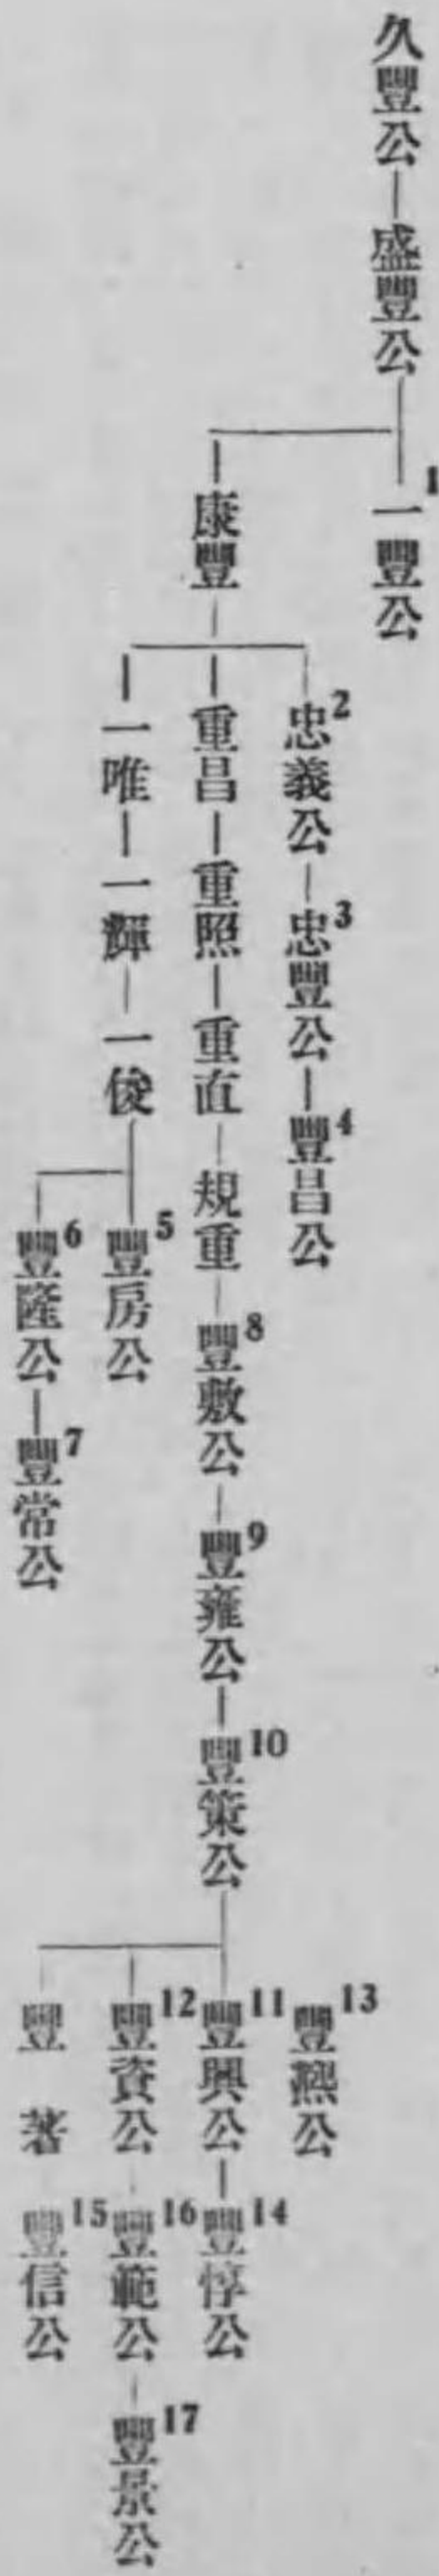 久豐公―盛豐公
1 一豐公
康豐
2 忠義公―3 忠豐公―4 豐昌公
重昌―重照―重直―規重―8 豐敷公―9 豐雍公―10 豐策公
一唯―一輝―一俊
5 豐房公
6 豐隆公―7 豐常公
13 豐熈公
11 豐興公―14 豐惇公
12 豐資公―16 豐範公―17 豐景公
豐著 15 豐信公